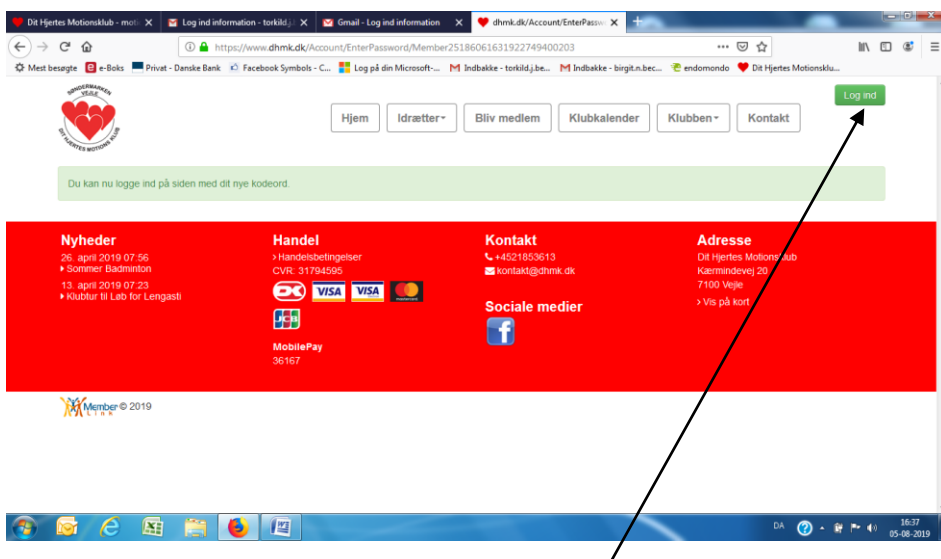 Dit Hjertes Motionsklub - moti
Log ind information - torkild.j
Gmail - Log ind information
dhmk.dk/Account/EnterPassw
https://www.dhmk.dk/Account/EnterPassword/Member25186061631922749400203
Mest besøgte e-Boks Privat - Danske Bank Facebook Symbols - C... Log på din Microsoft-... Indbakke - torkild.j.be... Indbakke - birgit.n.bec... endomondo Dit Hjertes Motionsklu...
SØNDERMARKEN
VEJLE
DIT HJERTES MOTIONS KLUB
Log ind
Hjem Idrætter Bliv medlem Klubkalender Klubben Kontakt
Du kan nu logge ind på siden med dit nye kodeord.
Nyheder
26. april 2019 07:56
Sommer Badminton
13. april 2019 07:23
Klubtur til Løb for Lengasti
Handel
Handelsbetingelser
CVR: 31794595
VISA VISA
JCB
MobilePay
36167
Kontakt
+4521853613
kontakt@dhmk.dk
Sociale medier
Adresse
Dit Hjertes Motionsklub
Kærmindevej 20
7100 Vejle
Vis på kort
Member © 2019
Link
DA
16:37
05-08-2019